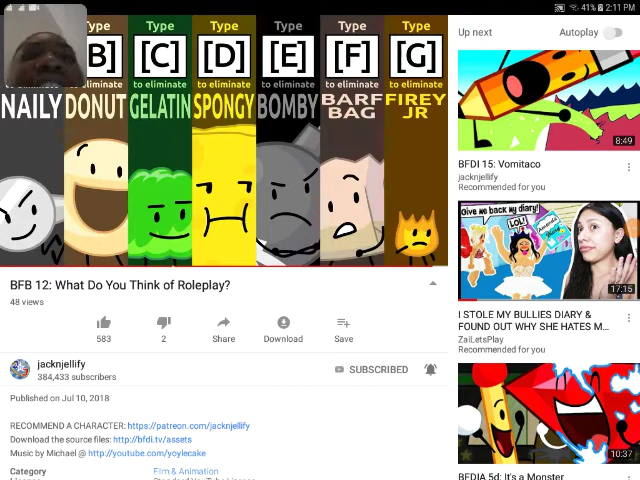 41% 2:11 PM
Type Type Type Type Type Type
B] [C] [D] [E] [F] [G]
to eliminate to eliminate to eliminate to eliminate to eliminate
NAILY DONUT GELATIN SPONGY BOMBY BARF BAG FIREY JR
BFB 12: What Do You Think of Roleplay?
48 views
583 2 Share Download Save
jacknjellify
384,433 subscribers
SUBSCRIBED
Published on Jul 10, 2018
RECOMMEND A CHARACTER: https://patreon.com/jacknjellify
Download the source files: http://bfdi.tv/assets
Music by Michael @ http://youtube.com/yoylecake
Category Film & Animation
Up next Autoplay
8:49
BFDI 15: Vomitaco
jacknjellify
Recommended for you
Give me back my diary!
LOL!
17:15
I STOLE MY BULLIES DIARY &
FOUND OUT WHY SHE HATES M...
ZaiLetsPlay
Recommended for you
10:37
BFDIA 5d: It's a Monster